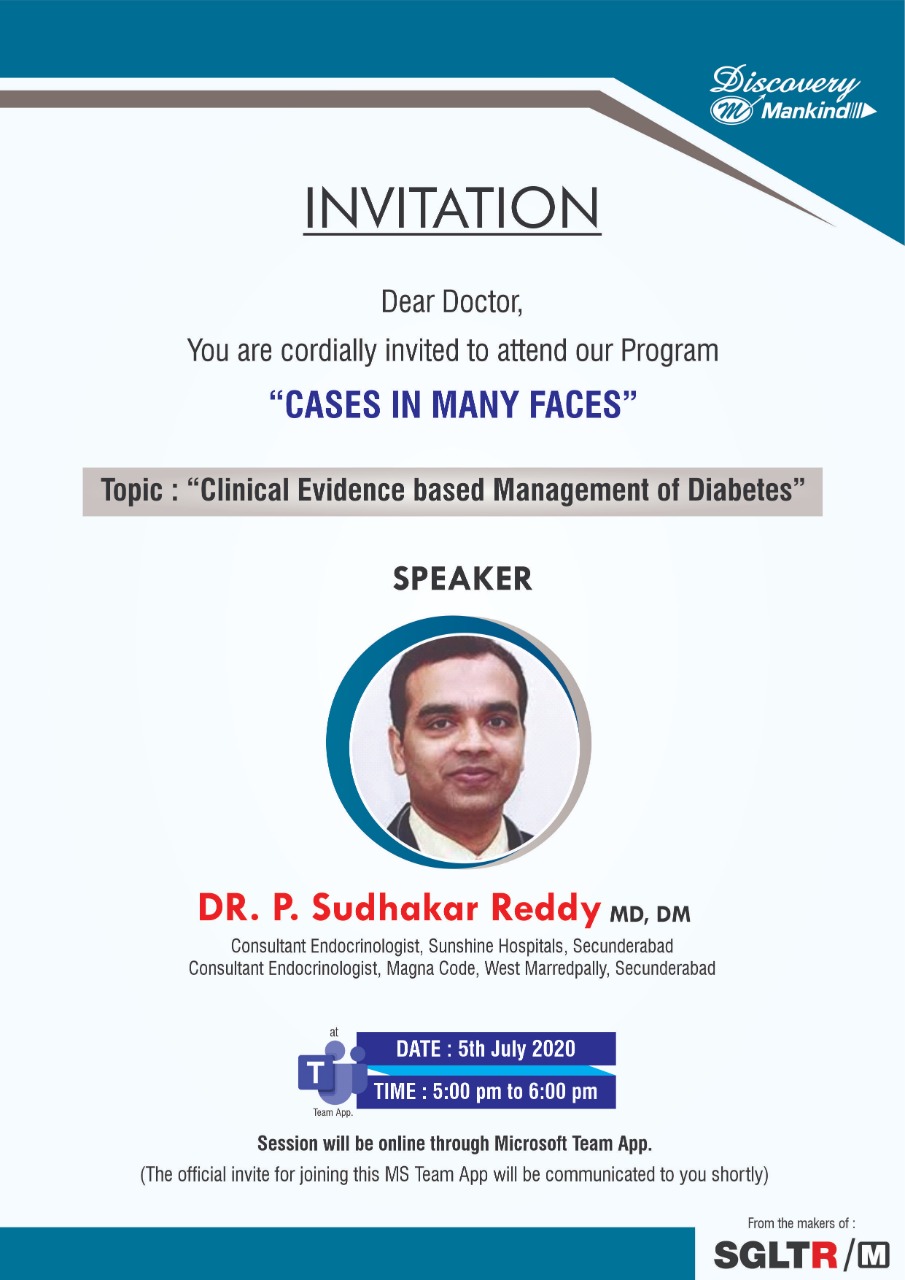 Discovery
M Mankind
INVITATION
Dear Doctor,
You are cordially invited to attend our Program
“CASES IN MANY FACES”
Topic : “Clinical Evidence based Management of Diabetes”
SPEAKER
DR. P. Sudhakar Reddy MD, DM
Consultant Endocrinologist, Sunshine Hospitals, Secunderabad
Consultant Endocrinologist, Magna Code, West Marredpally, Secunderabad
at
T
Team App.
DATE : 5th July 2020
TIME : 5:00 pm to 6:00 pm
Session will be online through Microsoft Team App.
(The official invite for joining this MS Team App will be communicated to you shortly)
From the makers of :
SGLTR /M